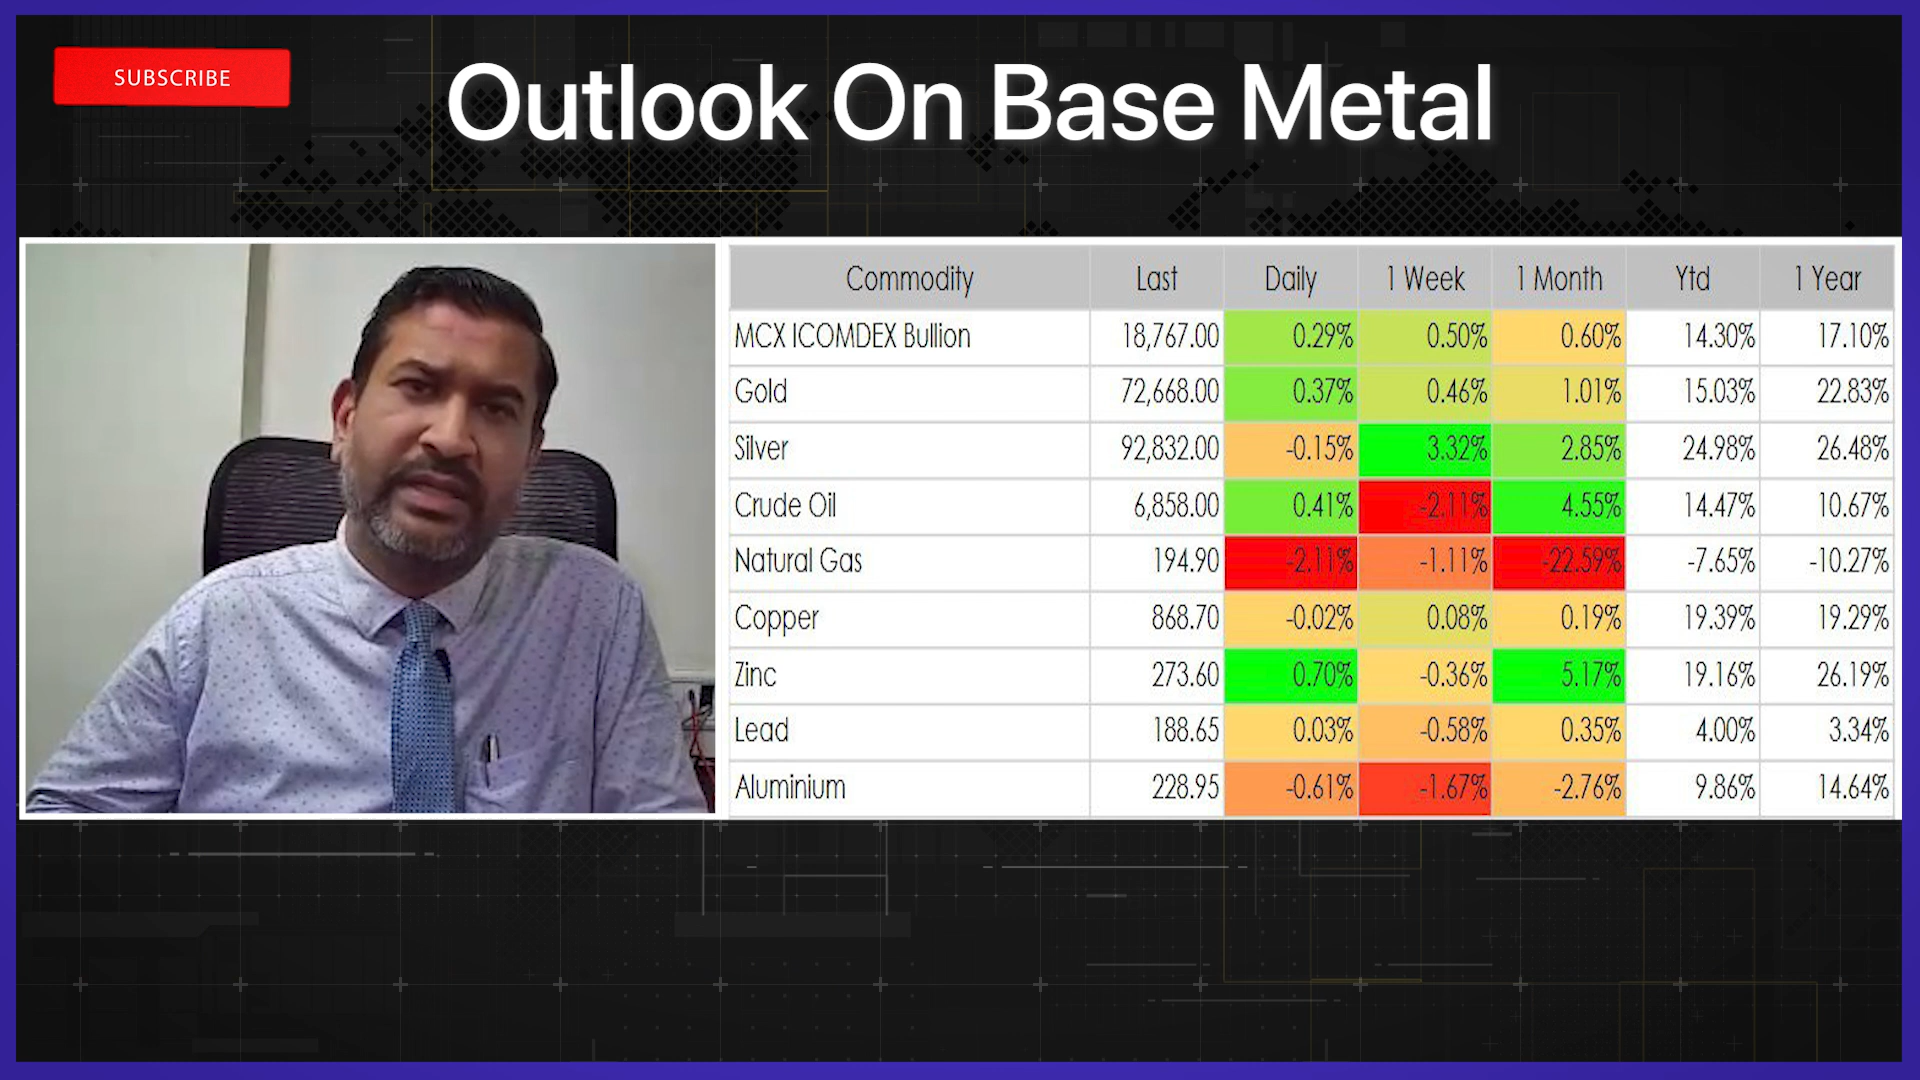 SUBSCRIBE
Outlook On Base Metal
Commodity Last Daily 1 Week 1 Month Ytd 1 Year
MCX ICOMDEX Bullion 18,767.00 0.29% 0.50% 0.60% 14.30% 17.10%
Gold 72,668.00 0.37% 0.46% 1.01% 15.03% 22.83%
Silver 92,832.00 -0.15% 3.32% 2.85% 24.98% 26.48%
Crude Oil 6,858.00 0.41% -2.11% 4.55% 14.47% 10.67%
Natural Gas 194.90 -2.11% -1.11% -22.59% -7.65% -10.27%
Copper 868.70 -0.02% 0.08% 0.19% 19.39% 19.29%
Zinc 273.60 0.70% -0.36% 5.17% 19.16% 26.19%
Lead 188.65 0.03% -0.58% 0.35% 4.00% 3.34%
Aluminium 228.95 -0.61% -1.67% -2.76% 9.86% 14.64%